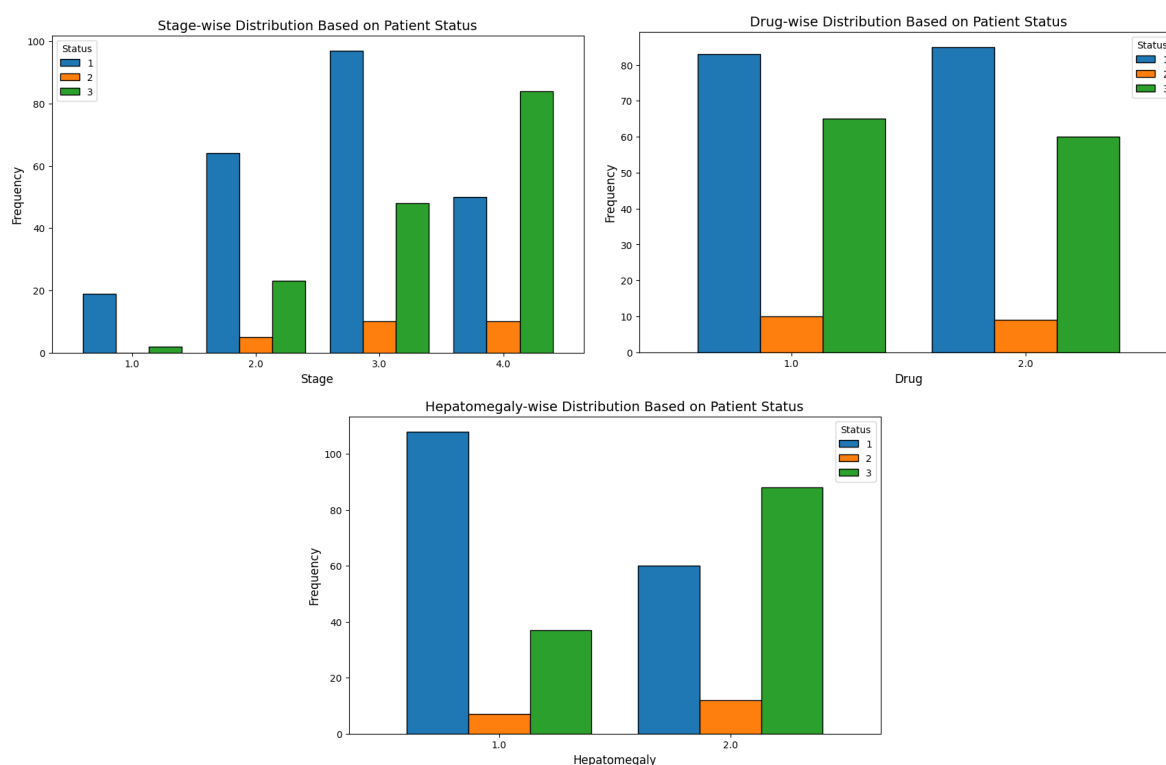 Stage-wise Distribution Based on Patient Status
Status
1
2
3
Frequency
100
80
60
40
20
0
1.0 2.0 3.0 4.0
Stage
Drug-wise Distribution Based on Patient Status
Status
1
2
3
Frequency
80
70
60
50
40
30
20
10
0
1.0 2.0
Drug
Hepatomegaly-wise Distribution Based on Patient Status
Status
1
2
3
Frequency
100
80
60
40
20
0
1.0 2.0
Hepatomegaly